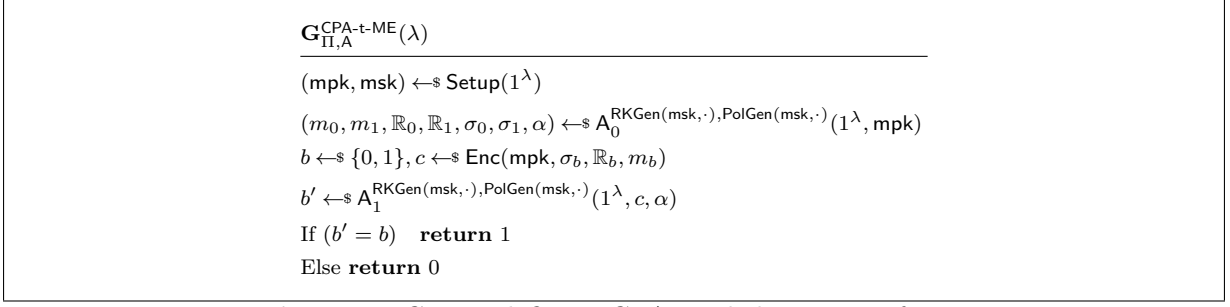 G^{CPA-t-ME}_{Π,A}(λ)
(mpk, msk) ←$ Setup(1^λ)
(m_0, m_1, ℝ_0, ℝ_1, σ_0, σ_1, α) ←$ A_0^{RKGen(msk,·),PolGen(msk,·)}(1^λ, mpk)
b ←$ {0, 1}, c ←$ Enc(mpk, σ_b, ℝ_b, m_b)
b′ ←$ A_1^{RKGen(msk,·),PolGen(msk,·)}(1^λ, c, α)
If (b′ = b) return 1
Else return 0